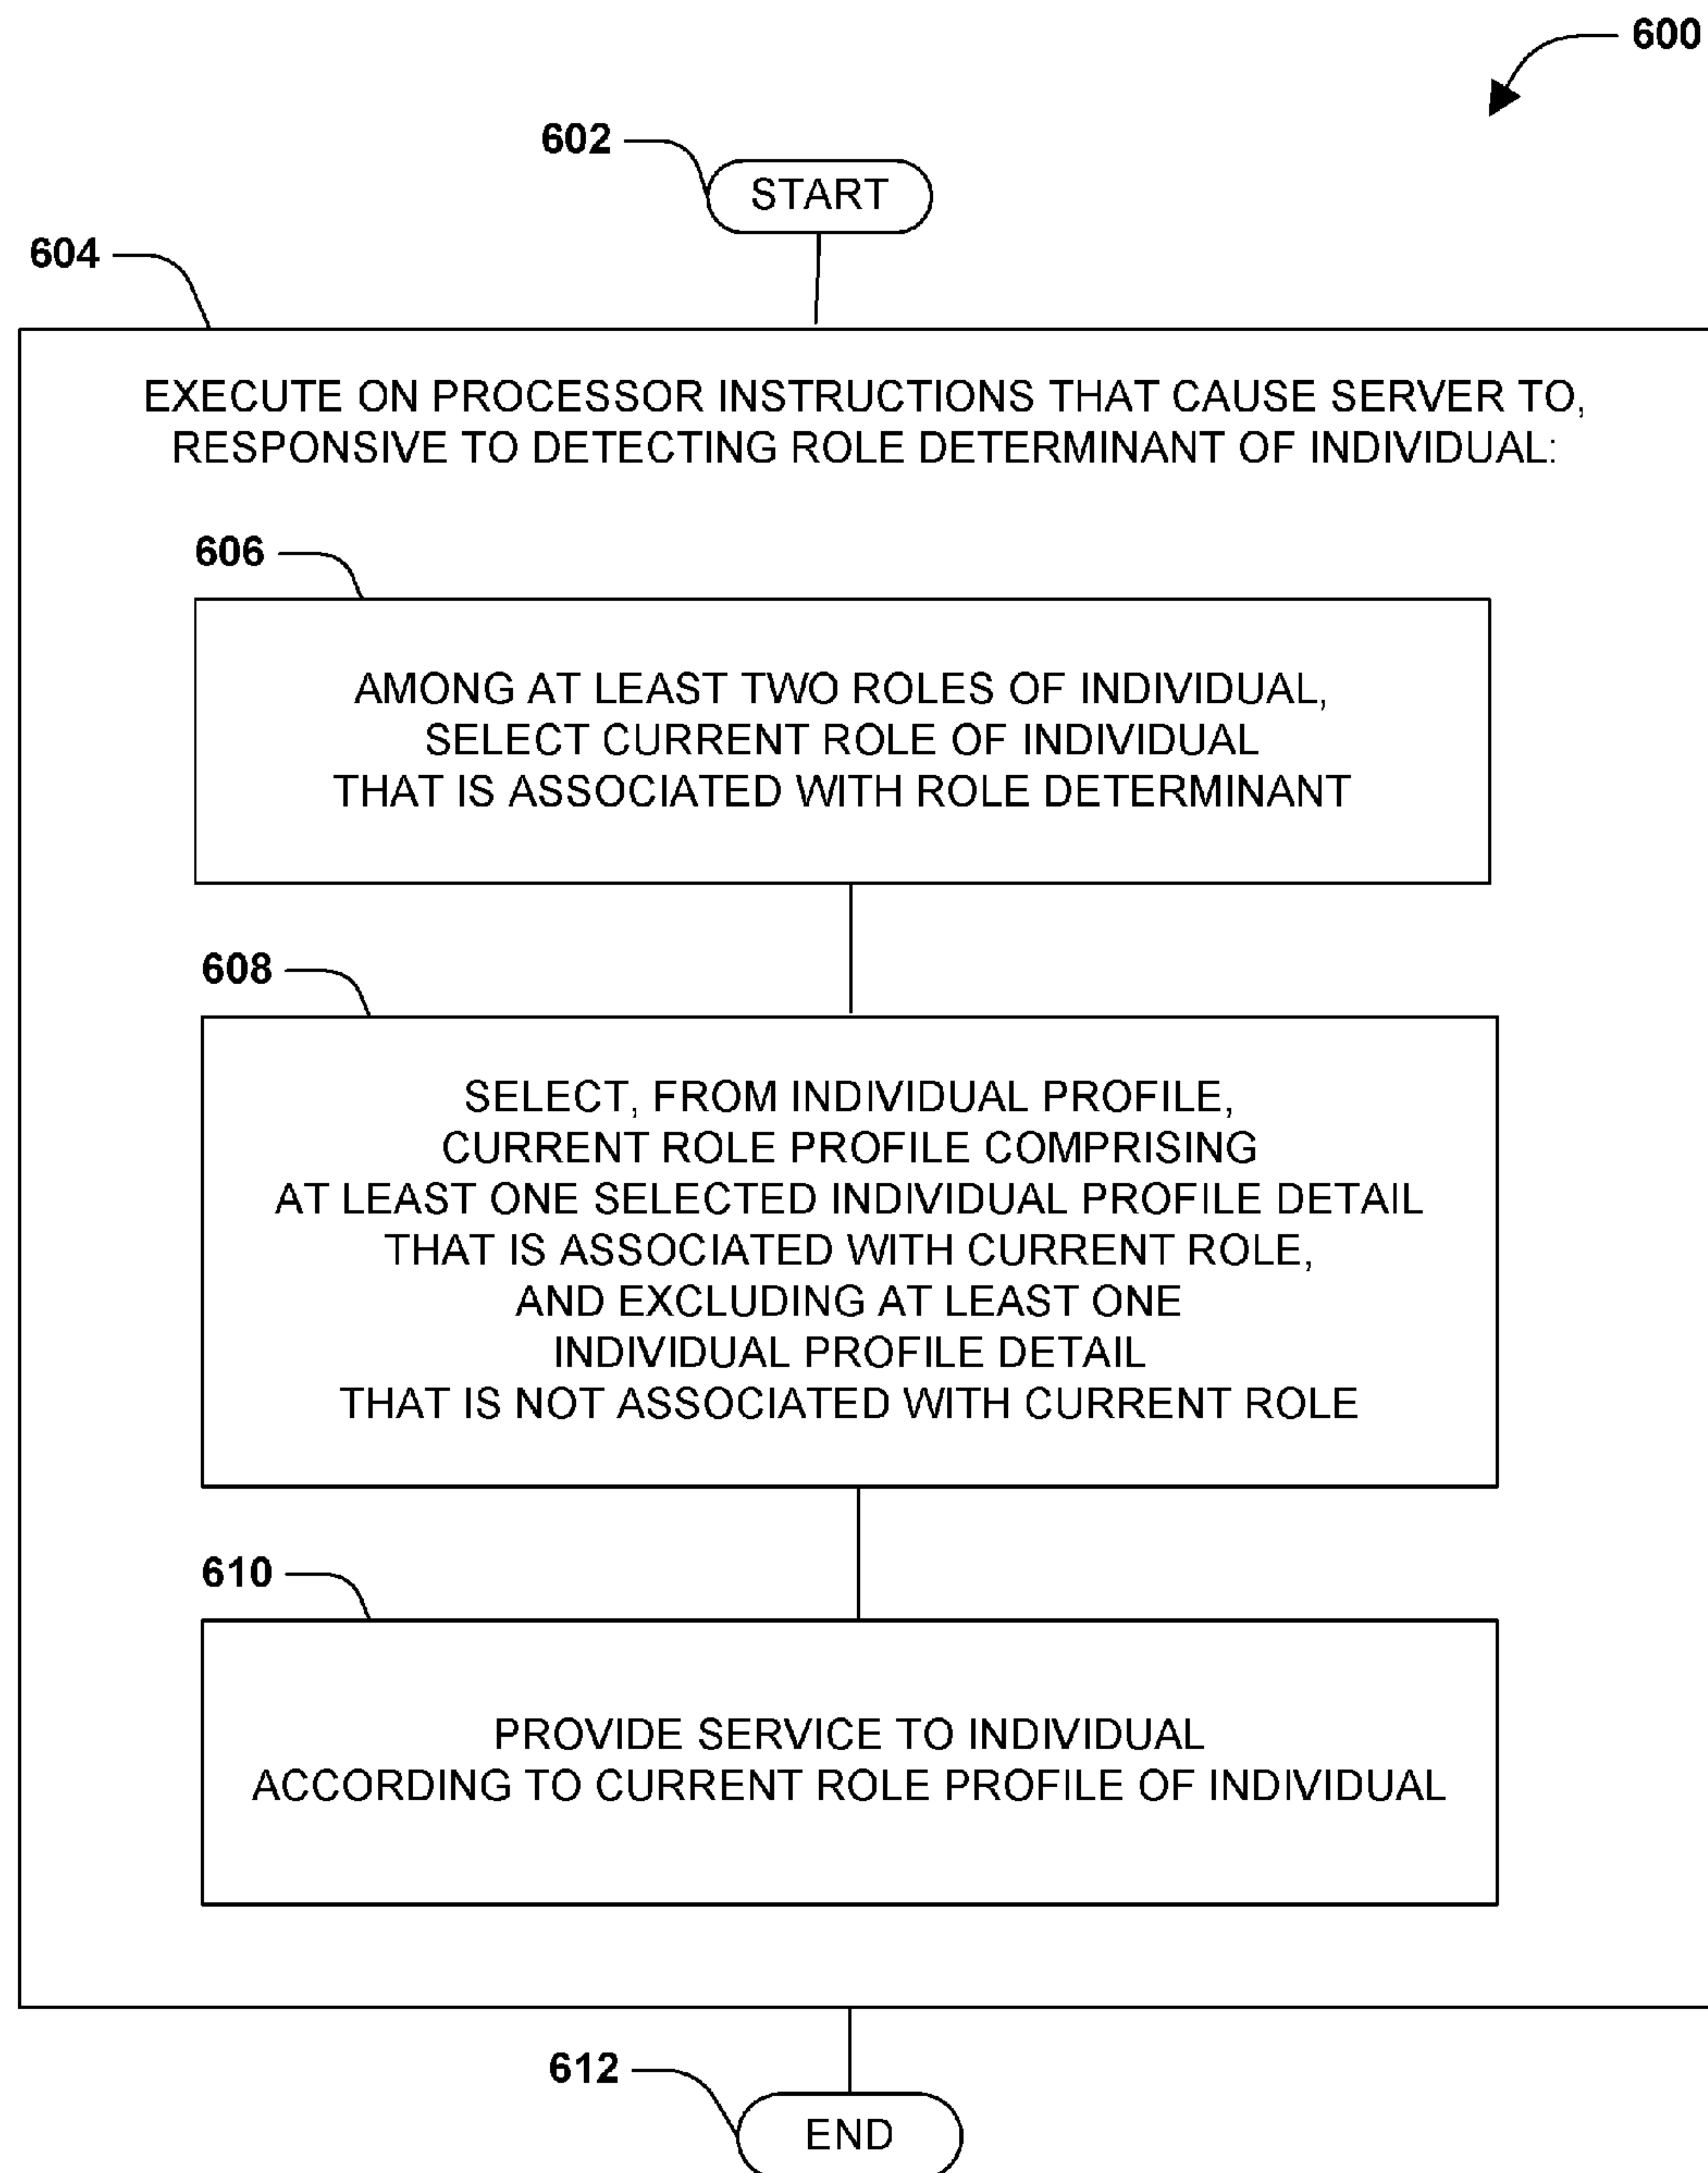 600
602
START
604
EXECUTE ON PROCESSOR INSTRUCTIONS THAT CAUSE SERVER TO,
RESPONSIVE TO DETECTING ROLE DETERMINANT OF INDIVIDUAL:
606
AMONG AT LEAST TWO ROLES OF INDIVIDUAL,
SELECT CURRENT ROLE OF INDIVIDUAL
THAT IS ASSOCIATED WITH ROLE DETERMINANT
608
SELECT, FROM INDIVIDUAL PROFILE,
CURRENT ROLE PROFILE COMPRISING
AT LEAST ONE SELECTED INDIVIDUAL PROFILE DETAIL
THAT IS ASSOCIATED WITH CURRENT ROLE,
AND EXCLUDING AT LEAST ONE
INDIVIDUAL PROFILE DETAIL
THAT IS NOT ASSOCIATED WITH CURRENT ROLE
610
PROVIDE SERVICE TO INDIVIDUAL
ACCORDING TO CURRENT ROLE PROFILE OF INDIVIDUAL
612
END